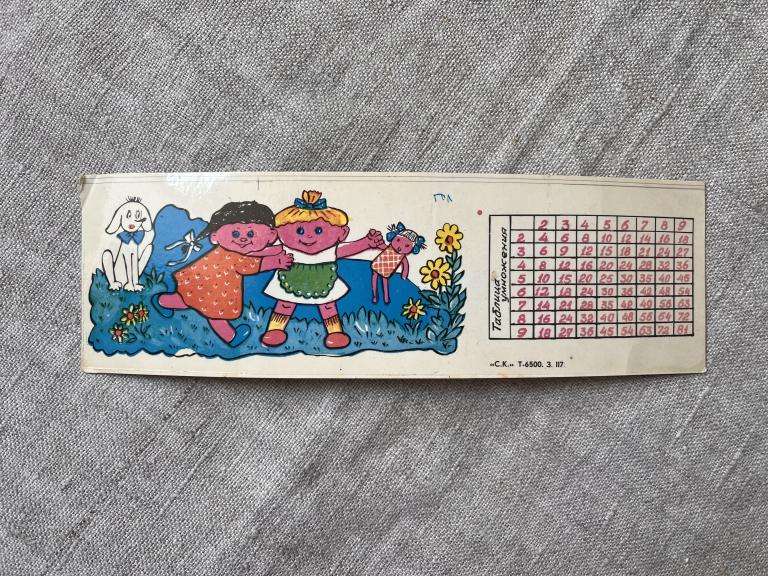 Таблица умножения
2 3 4 5 6 7 8 9
2 4 6 8 10 12 14 16 18
3 6 9 12 15 18 21 24 27
4 8 12 16 20 24 28 32 36
5 10 15 20 25 30 35 40 45
6 12 18 24 30 36 42 48 54
7 14 21 28 35 42 49 56 63
8 16 24 32 40 48 56 64 72
9 18 27 36 45 54 63 72 81
«С.К.» Т-6500. З. 117.